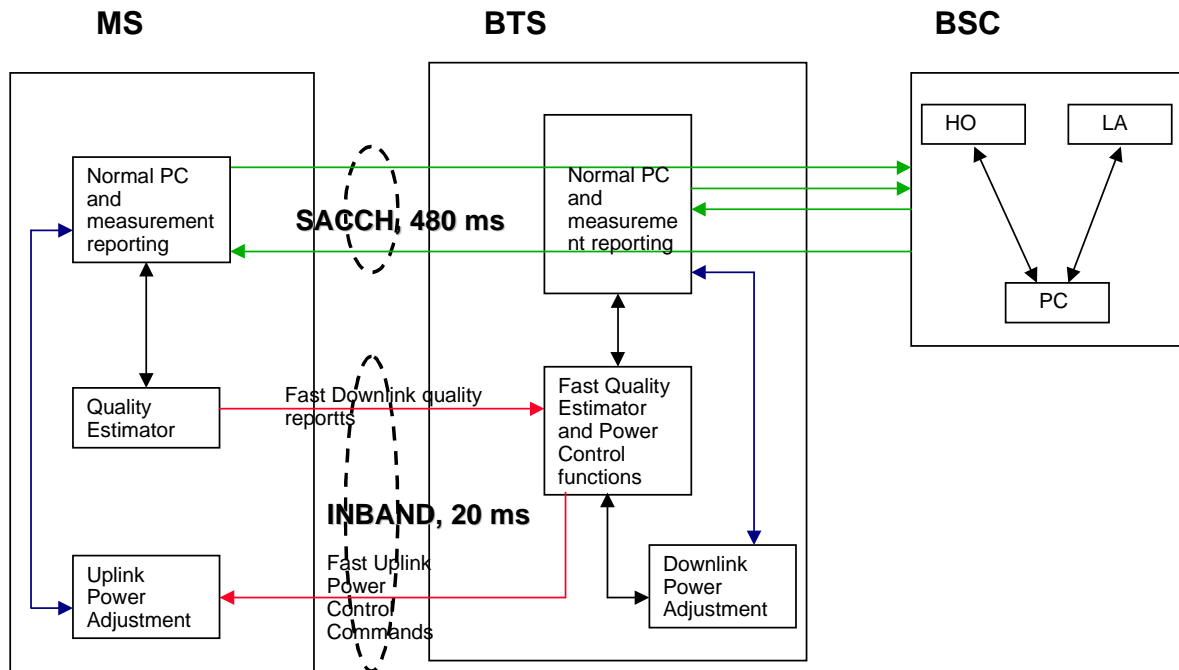 MS
BTS
BSC
Normal PC
and
measurement
reporting
SACCH, 480 ms
Normal PC
and
measureme
nt reporting
HO
LA
PC
Quality
Estimator
Fast Downlink quality
reportts
Fast Quality
Estimator
and Power
Control
functions
INBAND, 20 ms
Uplink
Power
Adjustment
Fast Uplink
Power
Control
Commands
Downlink
Power
Adjustment